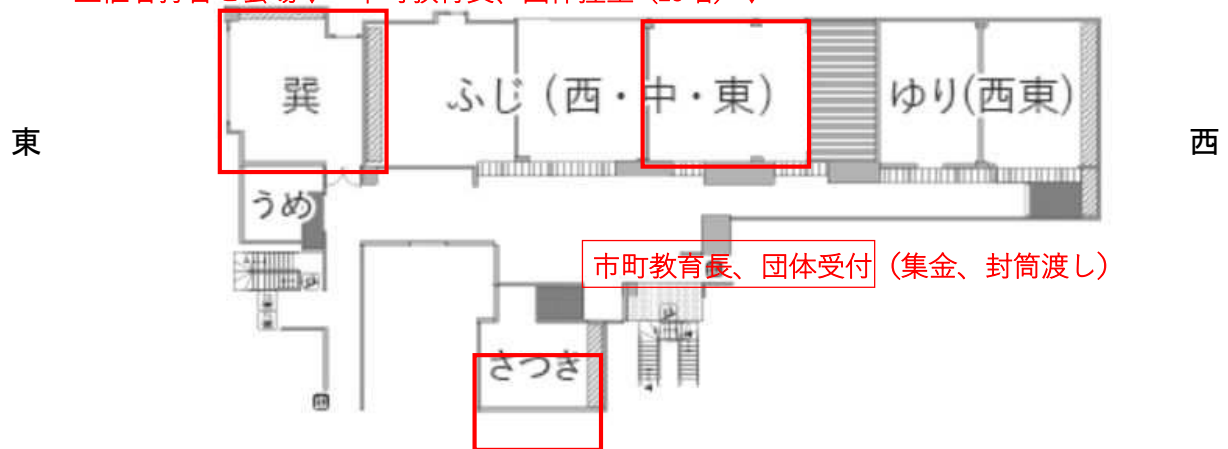 巽
ふじ（西・中・東）
ゆり(西東)
東
西
うめ
市町教育長、団体受付（集金、封筒渡し）
さつき